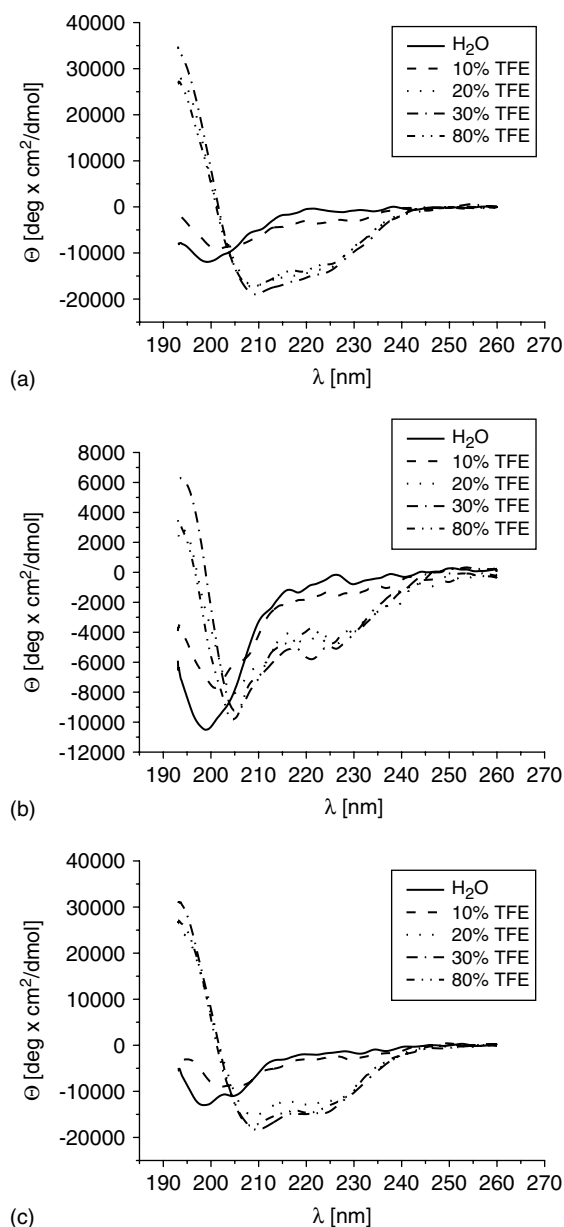 40000
30000
20000
10000
0
-10000
-20000
Θ [deg x cm²/dmol]
H₂O
10% TFE
20% TFE
30% TFE
80% TFE
190 200 210 220 230 240 250 260 270
(a)
λ [nm]
8000
6000
4000
2000
0
-2000
-4000
-6000
-8000
-10000
-12000
Θ [deg x cm²/dmol]
H₂O
10% TFE
20% TFE
30% TFE
80% TFE
190 200 210 220 230 240 250 260 270
(b)
λ [nm]
40000
30000
20000
10000
0
-10000
-20000
Θ [deg x cm²/dmol]
H₂O
10% TFE
20% TFE
30% TFE
80% TFE
190 200 210 220 230 240 250 260 270
(c)
λ [nm]